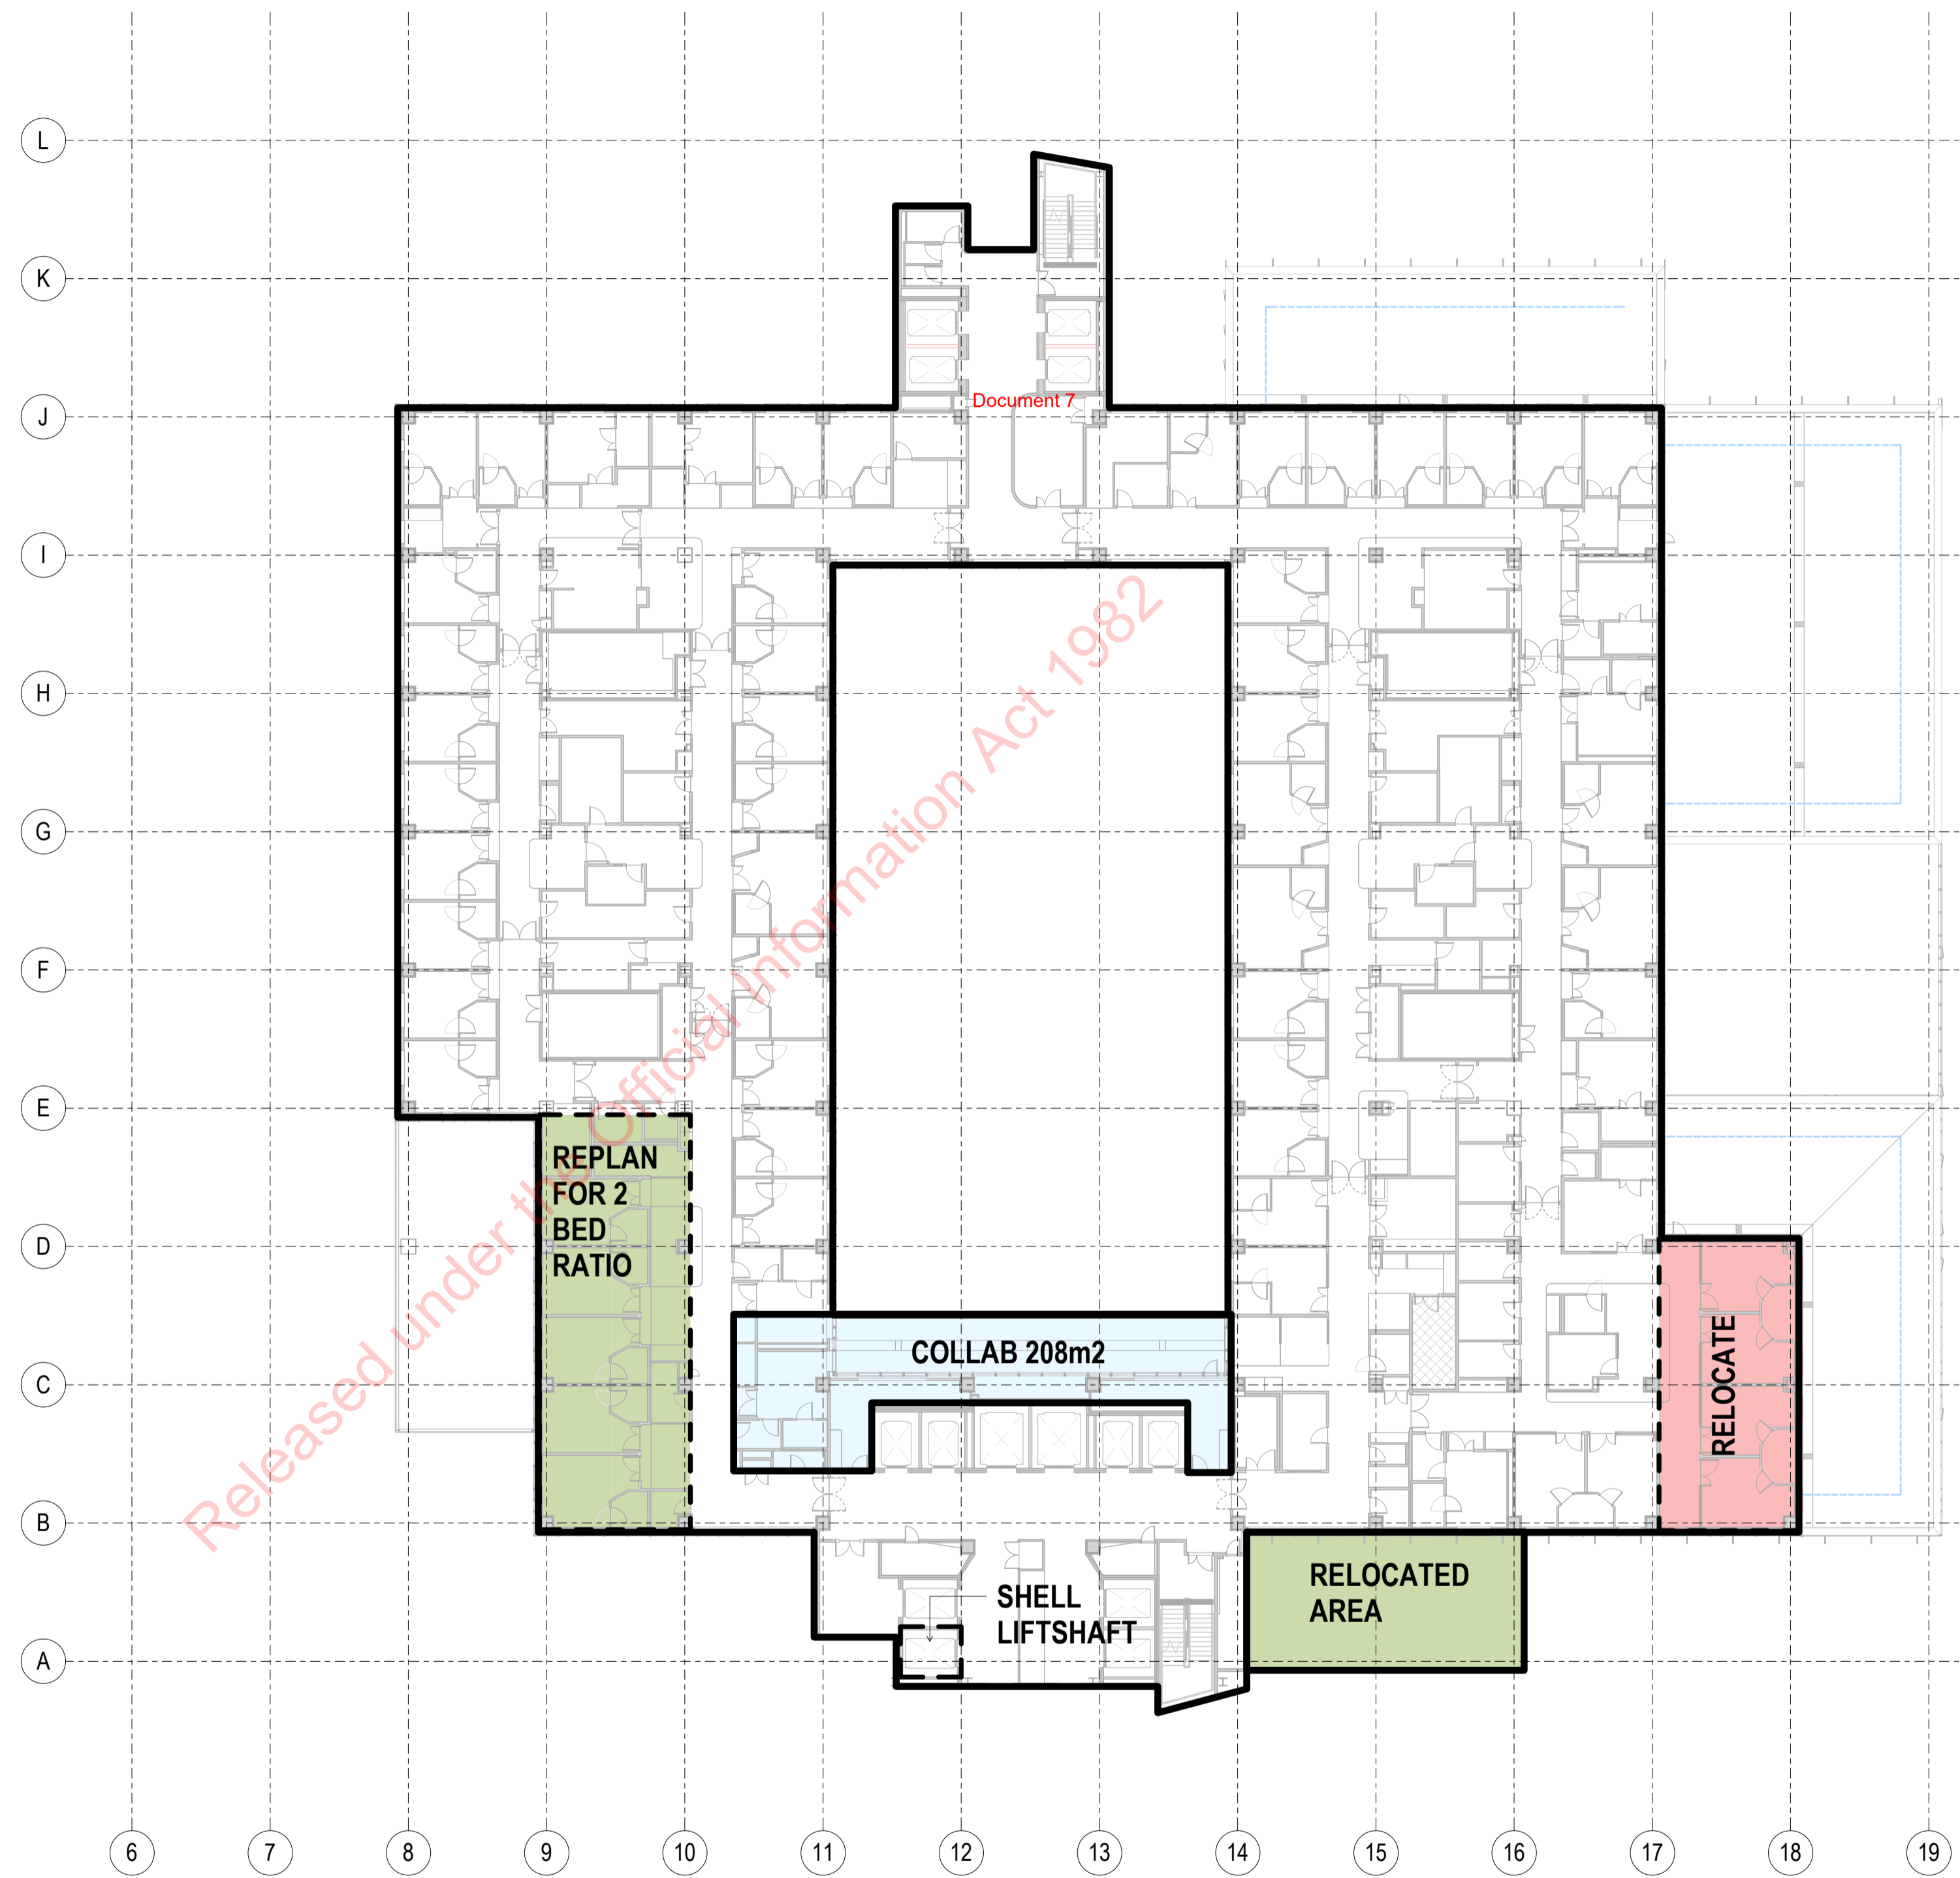 L
K
J
Document 7
I
H
G
F
E
D
C
B
A
Released under the Official Information Act 1982
REPLAN
FOR 2
BED
RATIO
COLLAB 208m2
RELOCATE
RELOCATED
AREA
SHELL
LIFTSHAFT
6
7
8
9
10
11
12
13
14
15
16
17
18
19